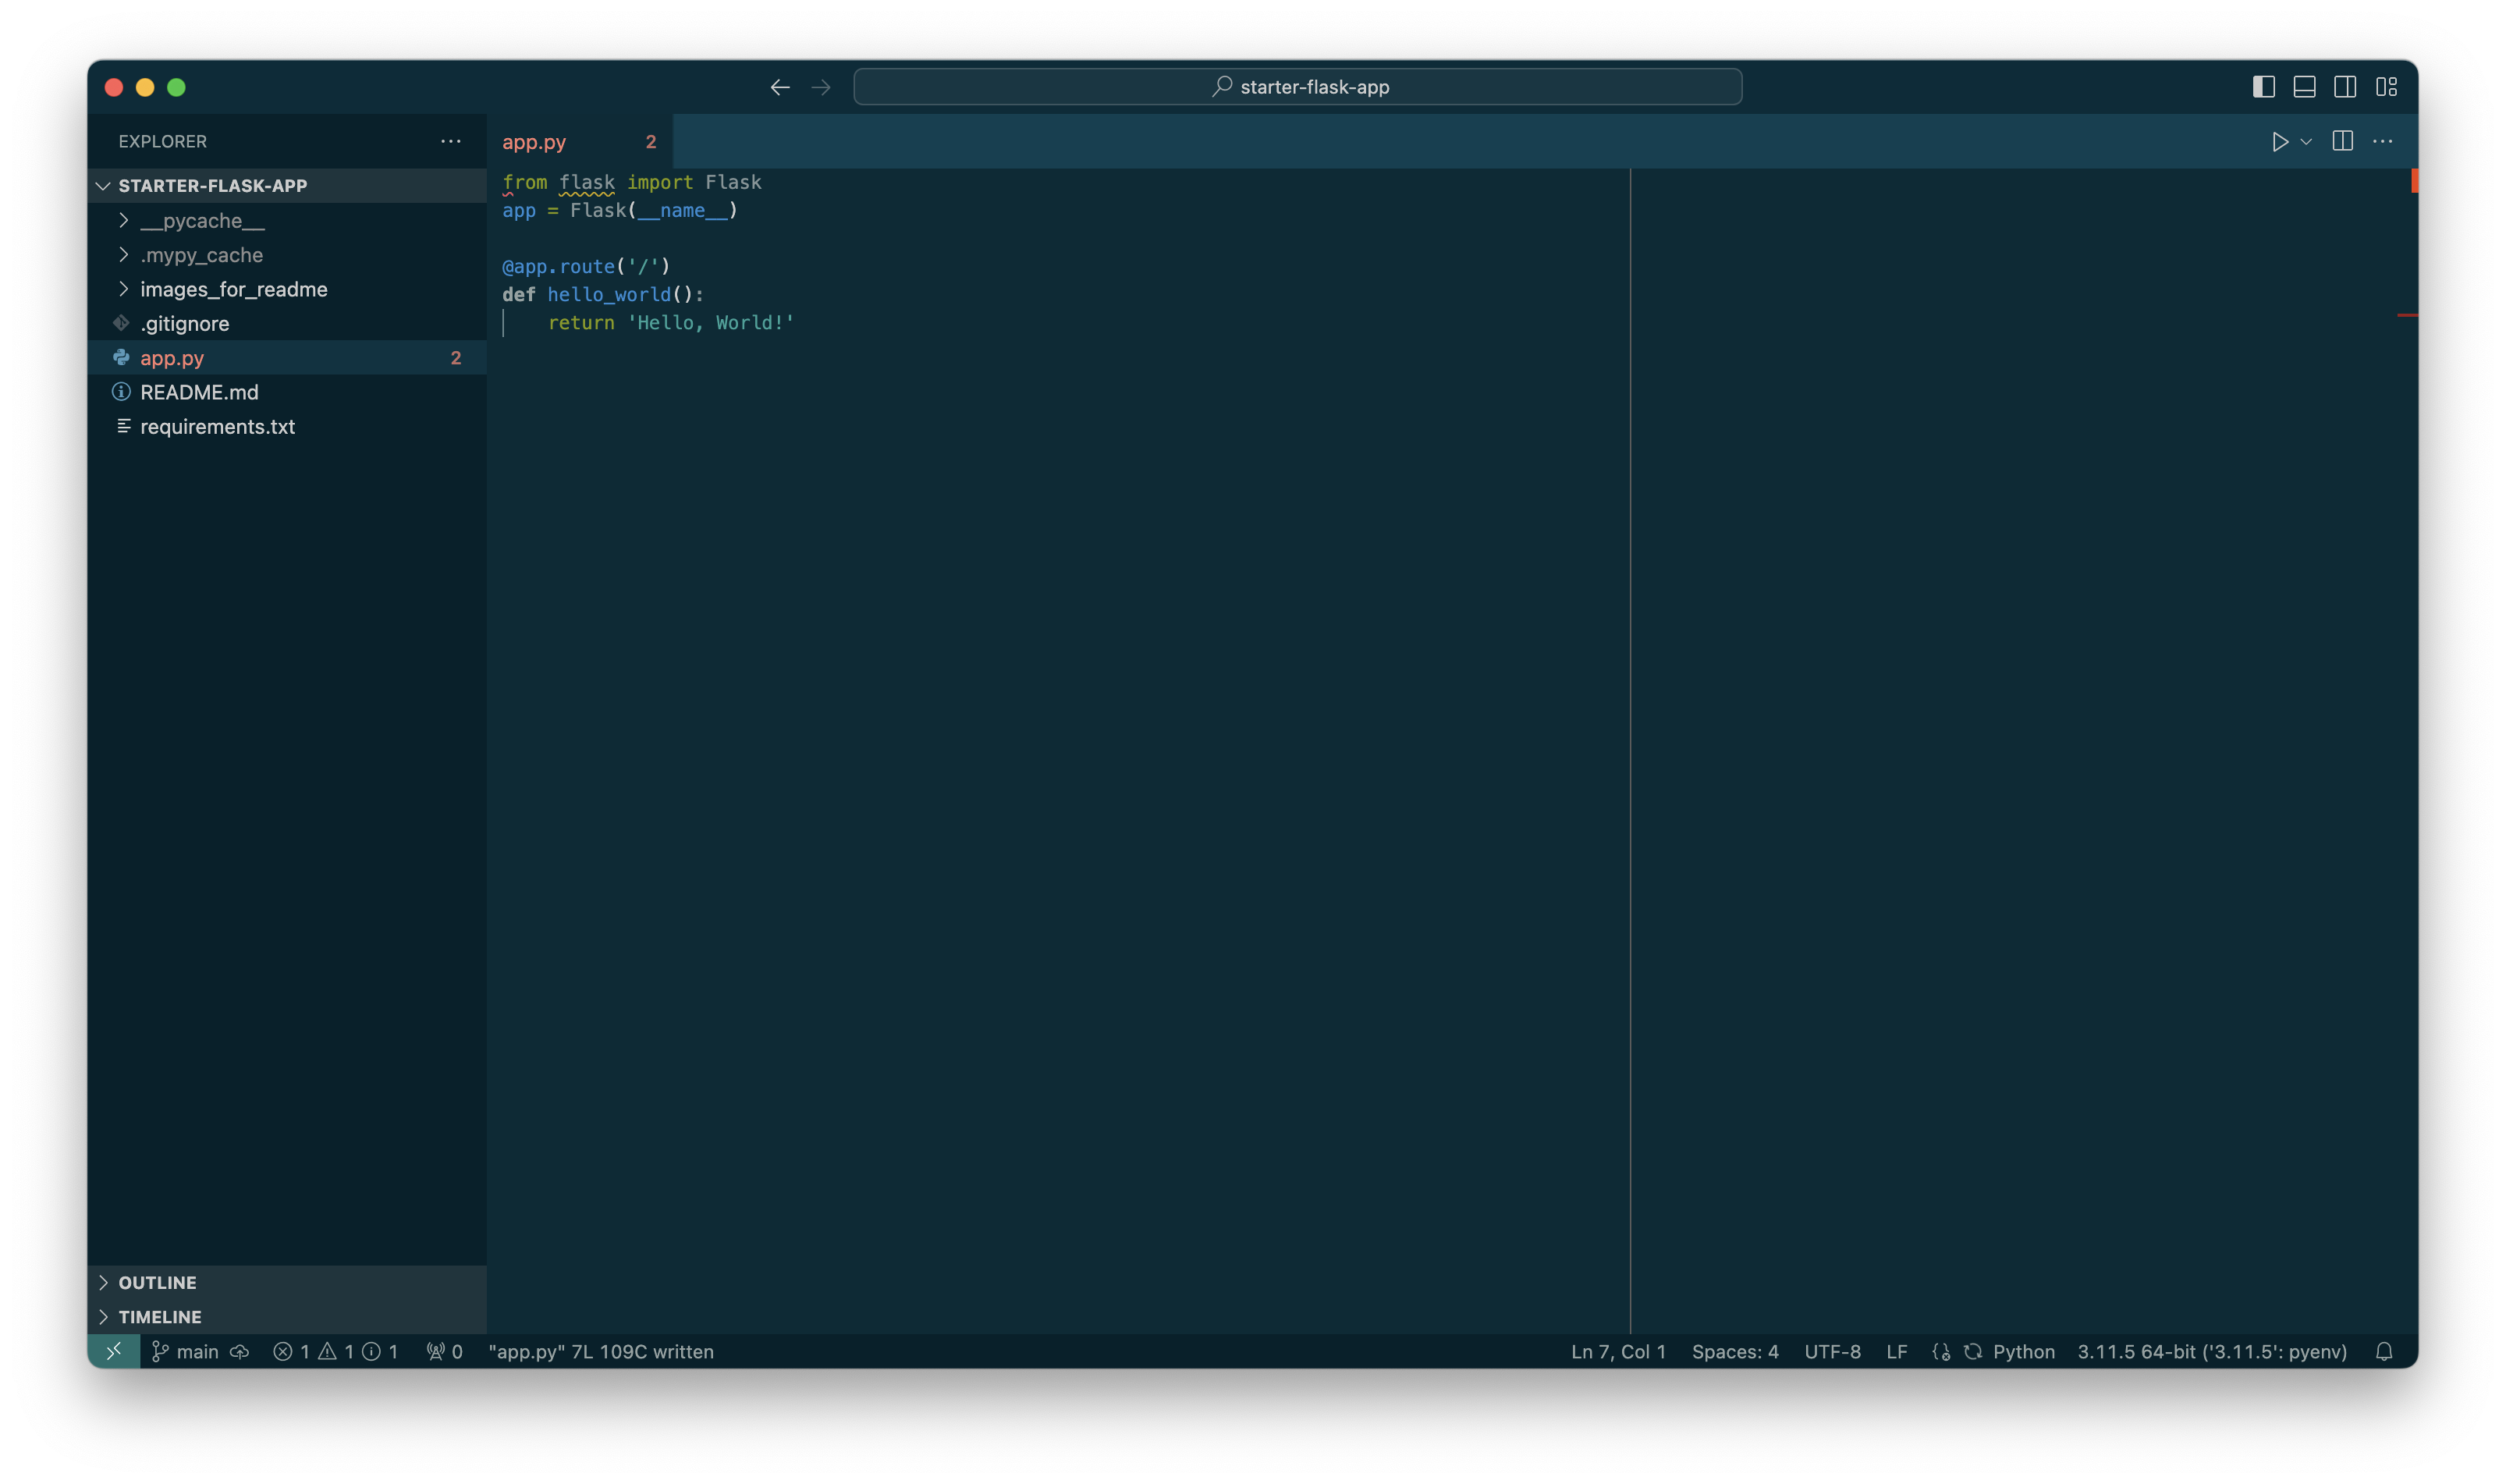 starter-flask-app
EXPLORER
app.py 2
STARTER-FLASK-APP
__pycache__
.mypy_cache
images_for_readme
.gitignore
app.py 2
README.md
requirements.txt
from flask import Flask
app = Flask(__name__)
@app.route('/')
def hello_world():
    return 'Hello, World!'
OUTLINE
TIMELINE
main 1 1 1 0 "app.py" 7L 109C written Ln 7, Col 1 Spaces: 4 UTF-8 LF Python 3.11.5 64-bit ('3.11.5': pyenv)